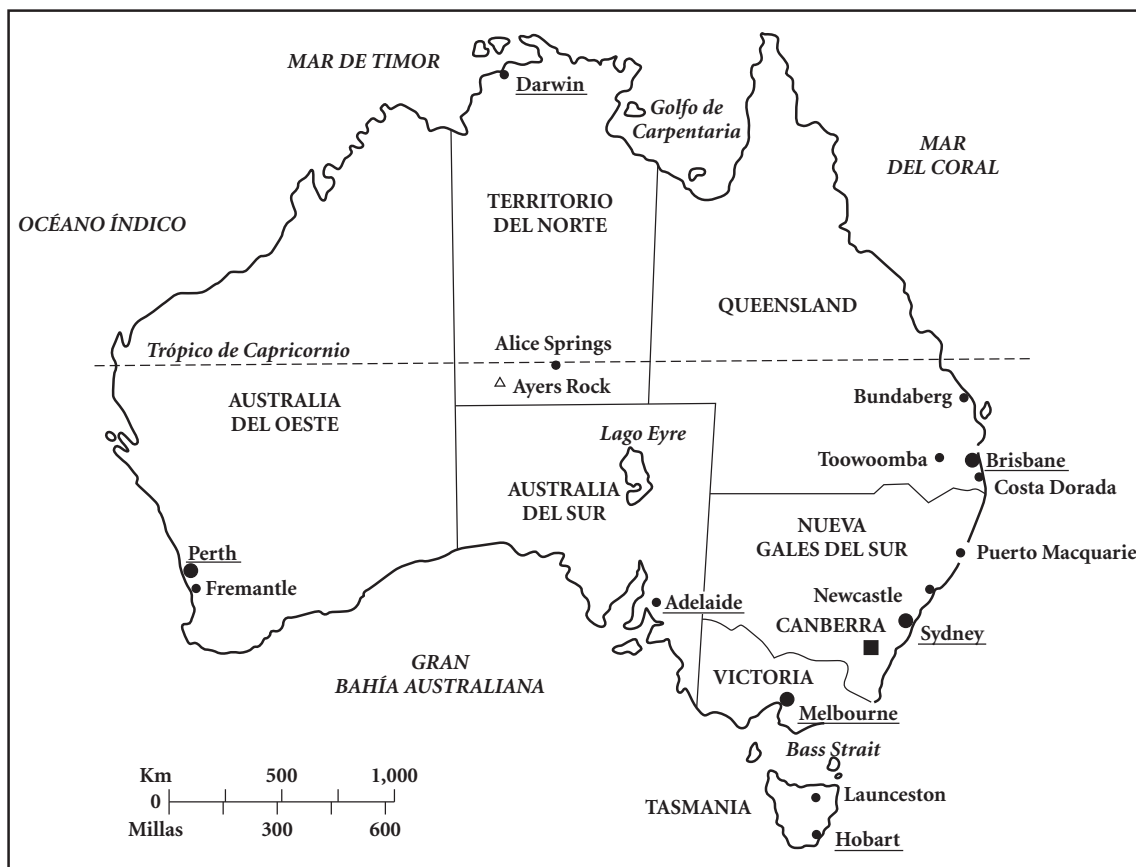 MAR DE TIMOR
Darwin
Golfo de
Carpentaria
MAR
DEL CORAL
OCÉANO ÍNDICO
TERRITORIO
DEL NORTE
QUEENSLAND
Trópico de Capricornio
Alice Springs
Ayers Rock
AUSTRALIA
DEL OESTE
Bundaberg
Lago Eyre
Toowoomba
Brisbane
Costa Dorada
AUSTRALIA
DEL SUR
NUEVA
GALES DEL SUR
Puerto Macquarie
Perth
Fremantle
Adelaide
Newcastle
CANBERRA
Sydney
GRAN
BAHÍA AUSTRALIANA
VICTORIA
Melbourne
Bass Strait
Km 500 1,000
0
Millas 300 600
TASMANIA
Launceston
Hobart